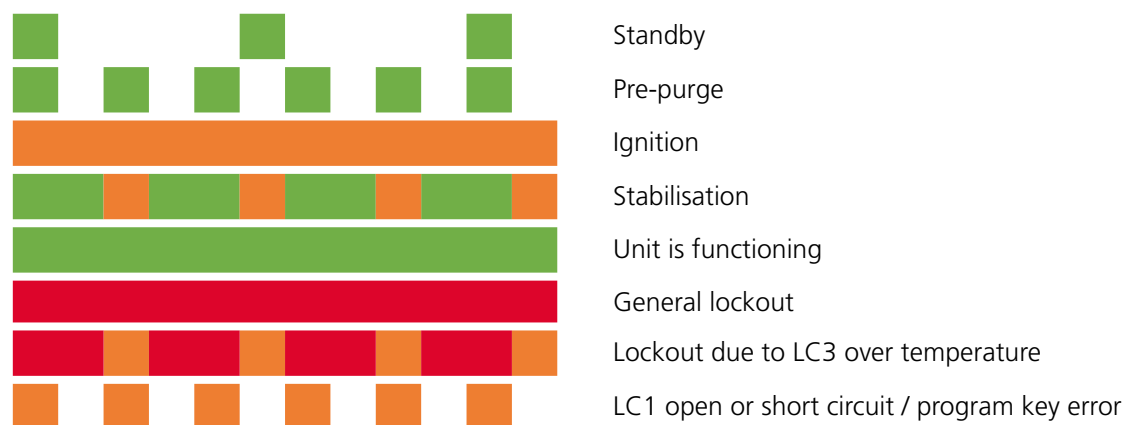 Standby
Pre-purge
Ignition
Stabilisation
Unit is functioning
General lockout
Lockout due to LC3 over temperature
LC1 open or short circuit / program key error